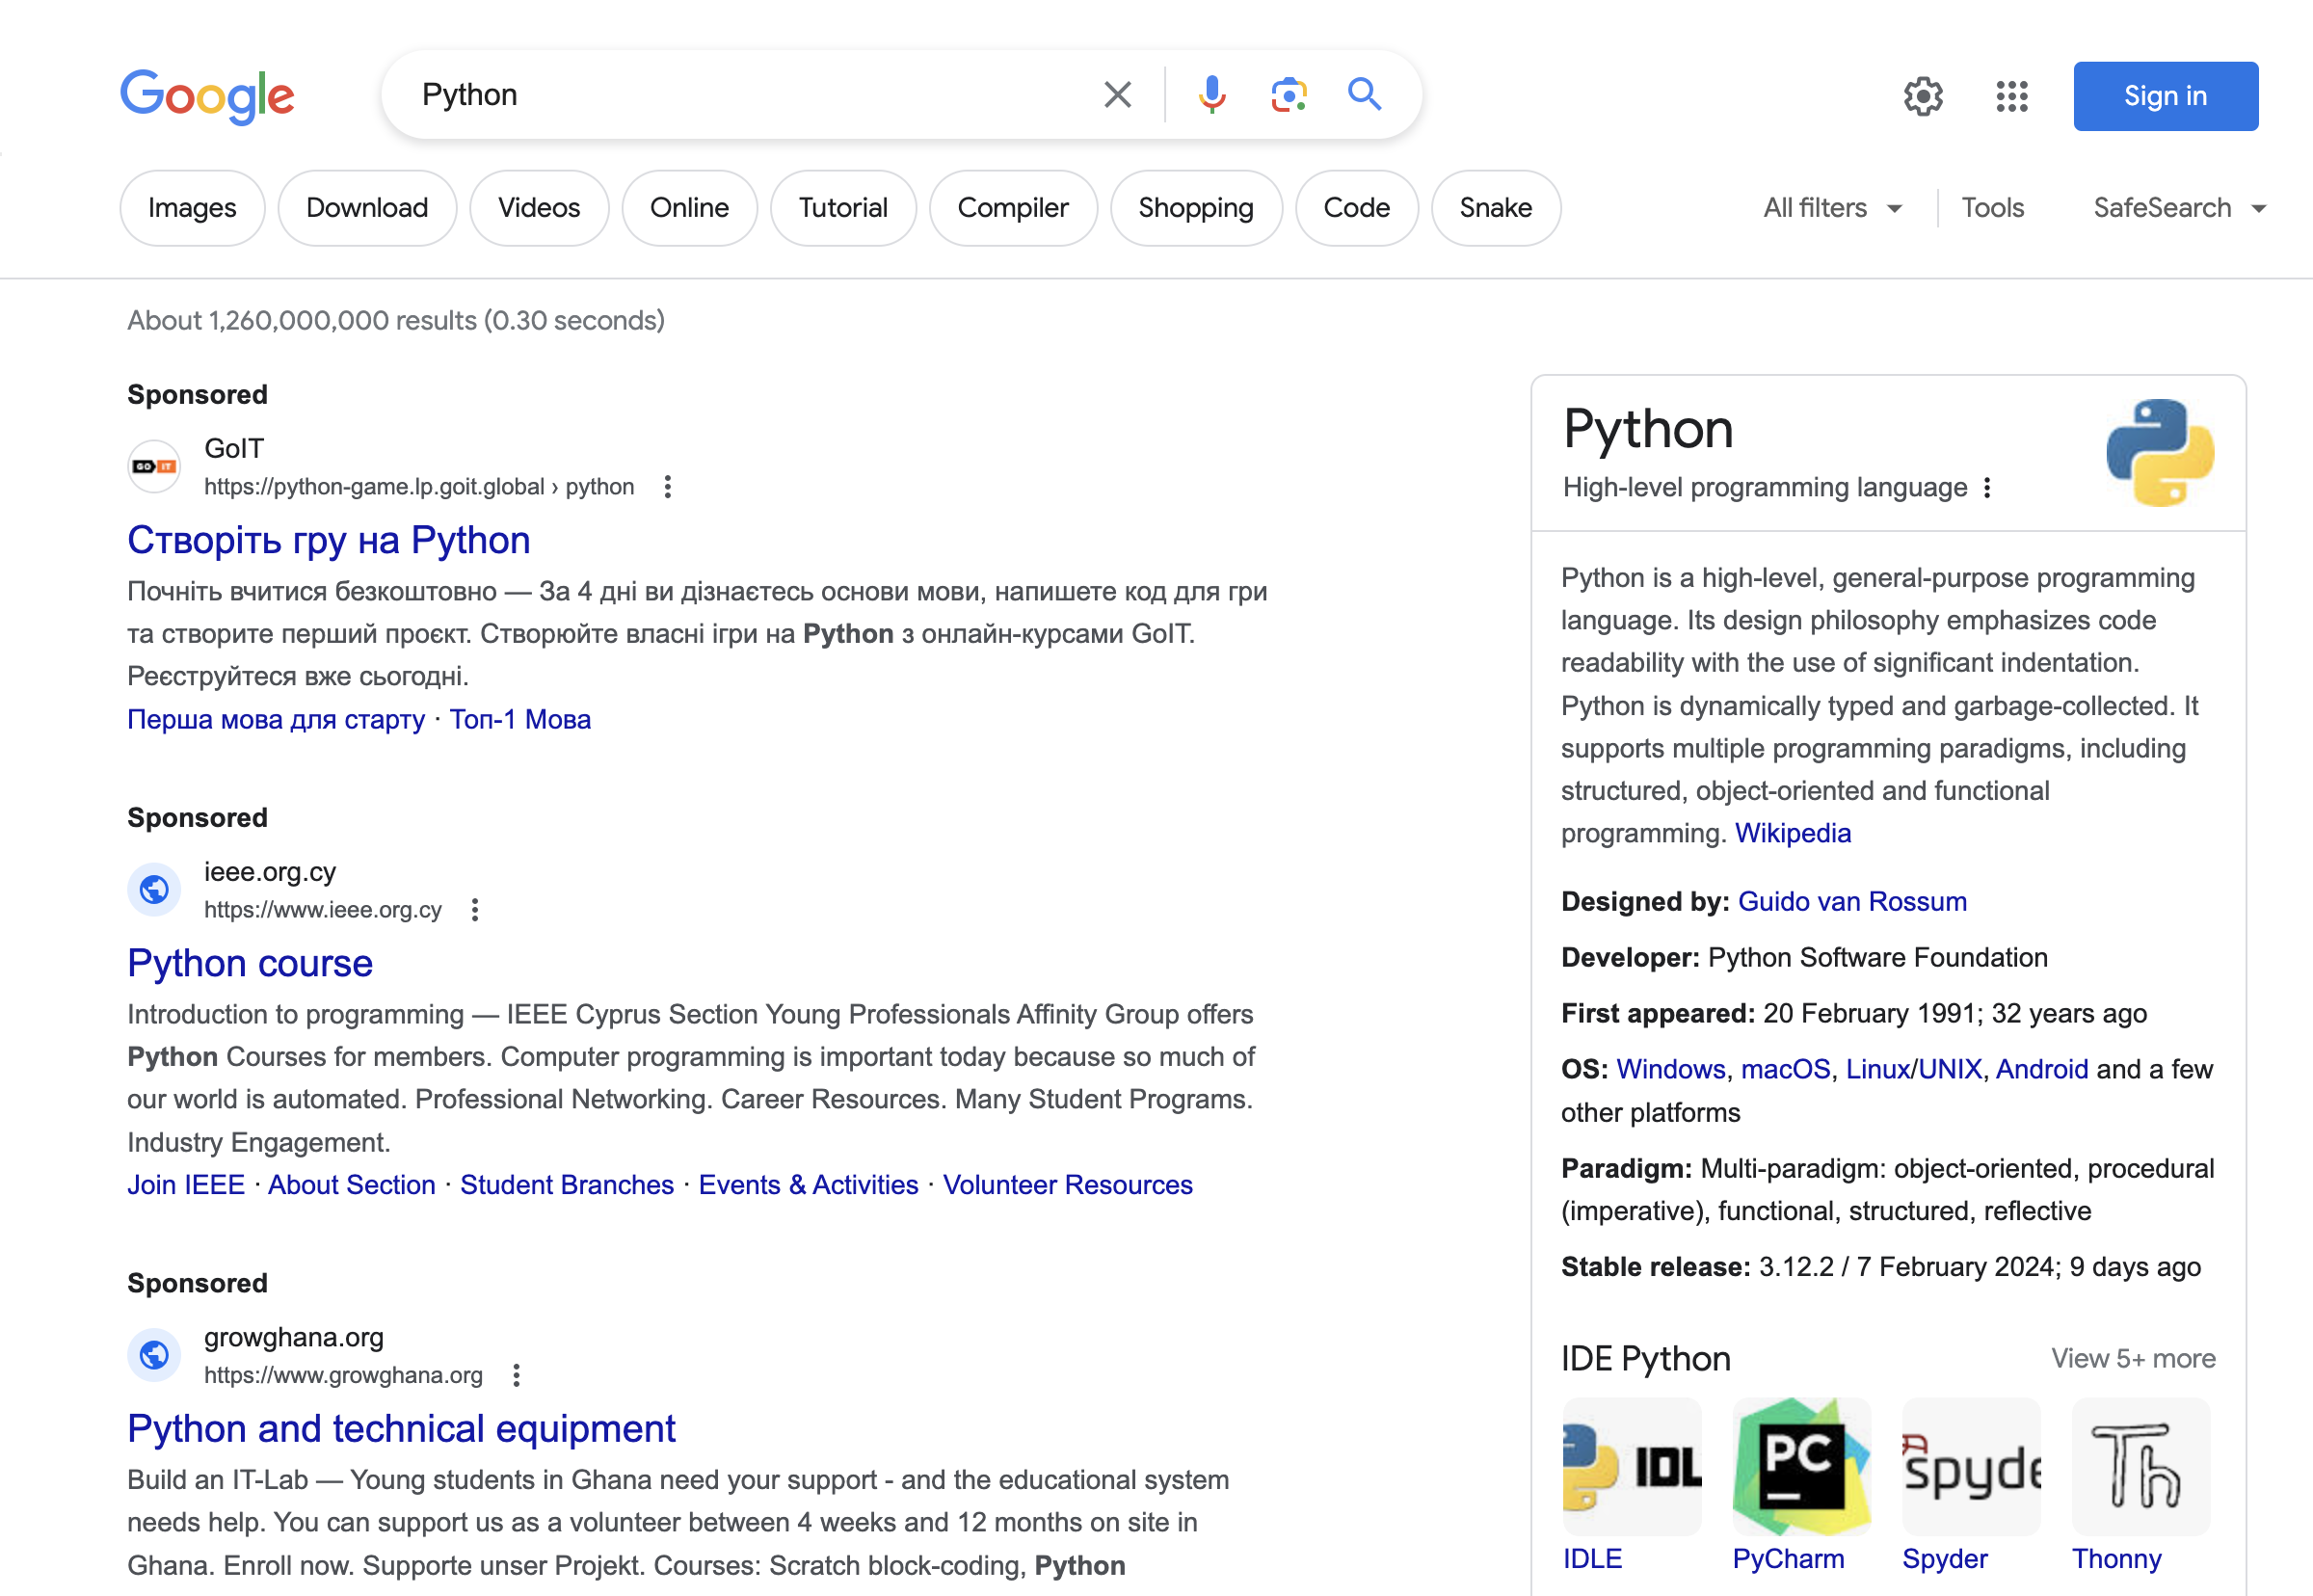 Google
Python
Sign in
Images
Download
Videos
Online
Tutorial
Compiler
Shopping
Code
Snake
All filters
Tools
SafeSearch
About 1,260,000,000 results (0.30 seconds)
Sponsored
GO IT
GoIT
https://python-game.lp.goit.global › python
Створіть гру на Python
Почніть вчитися безкоштовно — За 4 дні ви дізнаєтесь основи мови, напишете код для гри
та створите перший проєкт. Створюйте власні ігри на Python з онлайн-курсами GoIT.
Реєструйтеся вже сьогодні.
Перша мова для старту · Топ-1 Мова
Sponsored
ieee.org.cy
https://www.ieee.org.cy
Python course
Introduction to programming — IEEE Cyprus Section Young Professionals Affinity Group offers
Python Courses for members. Computer programming is important today because so much of
our world is automated. Professional Networking. Career Resources. Many Student Programs.
Industry Engagement.
Join IEEE · About Section · Student Branches · Events & Activities · Volunteer Resources
Sponsored
growghana.org
https://www.growghana.org
Python and technical equipment
Build an IT-Lab — Young students in Ghana need your support - and the educational system
needs help. You can support us as a volunteer between 4 weeks and 12 months on site in
Ghana. Enroll now. Supporte unser Projekt. Courses: Scratch block-coding, Python
Python
High-level programming language
Python is a high-level, general-purpose programming
language. Its design philosophy emphasizes code
readability with the use of significant indentation.
Python is dynamically typed and garbage-collected. It
supports multiple programming paradigms, including
structured, object-oriented and functional
programming. Wikipedia
Designed by: Guido van Rossum
Developer: Python Software Foundation
First appeared: 20 February 1991; 32 years ago
OS: Windows, macOS, Linux/UNIX, Android and a few
other platforms
Paradigm: Multi-paradigm: object-oriented, procedural
(imperative), functional, structured, reflective
Stable release: 3.12.2 / 7 February 2024; 9 days ago
IDE Python
View 5+ more
IDL
PC
spyde
Th
IDLE
PyCharm
Spyder
Thonny